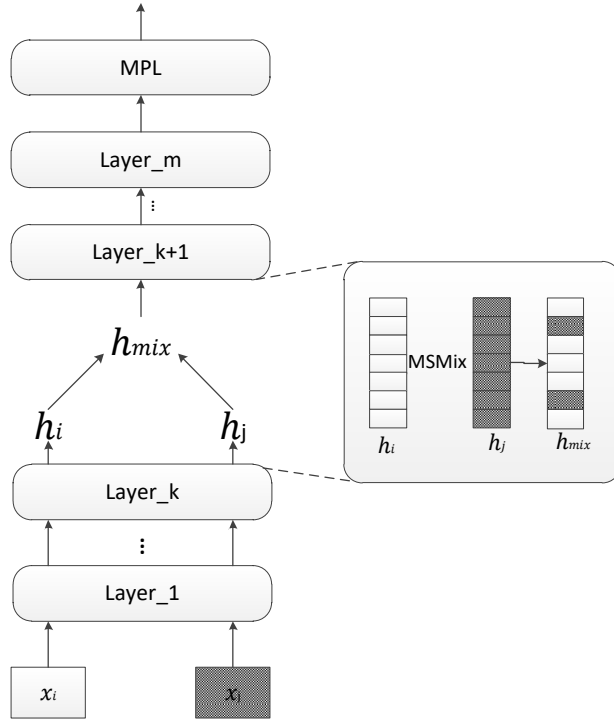 MPL
Layer_m
...
Layer_k+1
h_mix
MSMix
h_i
h_j
h_mix
h_i
h_j
Layer_k
...
Layer_1
x_i
x_j